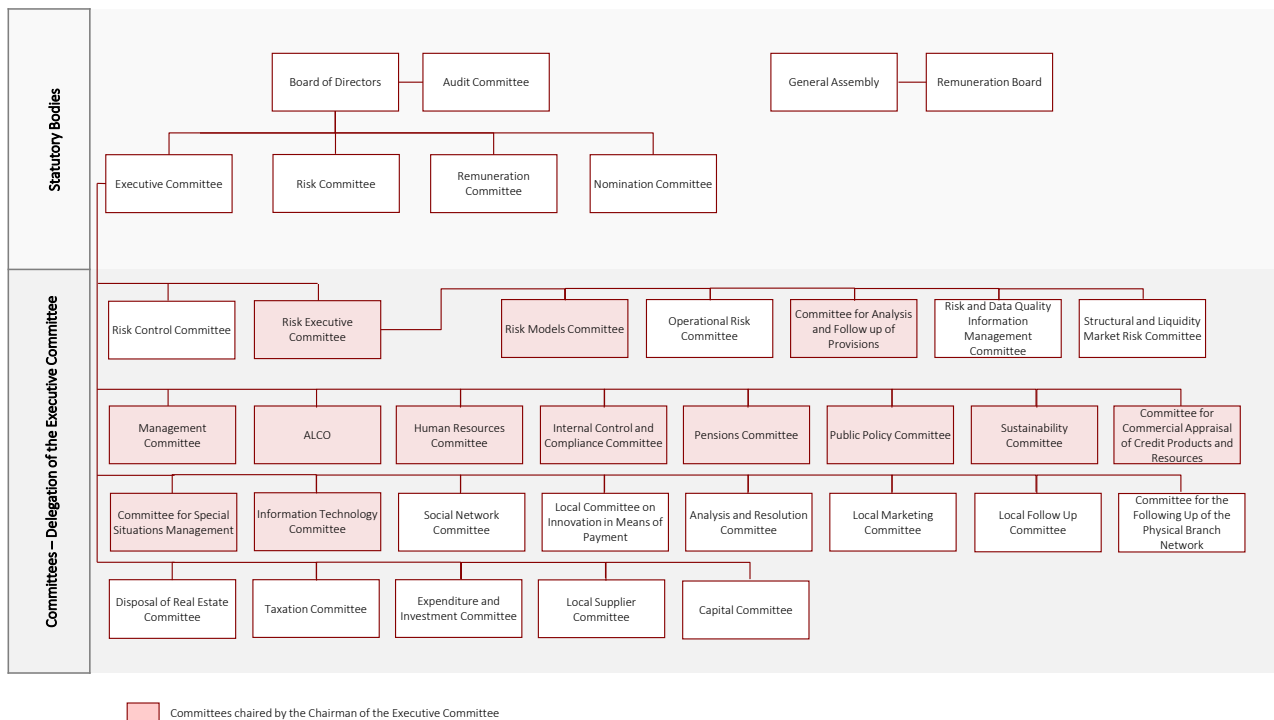 Statutory Bodies
Board of Directors
Audit Committee
General Assembly
Remuneration Board
Executive Committee
Risk Committee
Remuneration
Committee
Nomination Committee
Committees – Delegation of the Executive Committee
Risk Control Committee
Risk Executive
Committee
Risk Models Committee
Operational Risk
Committee
Committee for Analysis
and Follow up of
Provisions
Risk and Data Quality
Information
Management
Committee
Structural and Liquidity
Market Risk Committee
Management
Committee
ALCO
Human Resources
Committee
Internal Control and
Compliance Committee
Pensions Committee
Public Policy Committee
Sustainability
Committee
Committee for
Commercial Appraisal
of Credit Products and
Resources
Committee for Special
Situations Management
Information Technology
Committee
Social Network
Committee
Local Committee on
Innovation in Means of
Payment
Analysis and Resolution
Committee
Local Marketing
Committee
Local Follow Up
Committee
Committee for the
Following Up of the
Physical Branch
Network
Disposal of Real Estate
Committee
Taxation Committee
Expenditure and
Investment Committee
Local Supplier
Committee
Capital Committee
Committees chaired by the Chairman of the Executive Committee